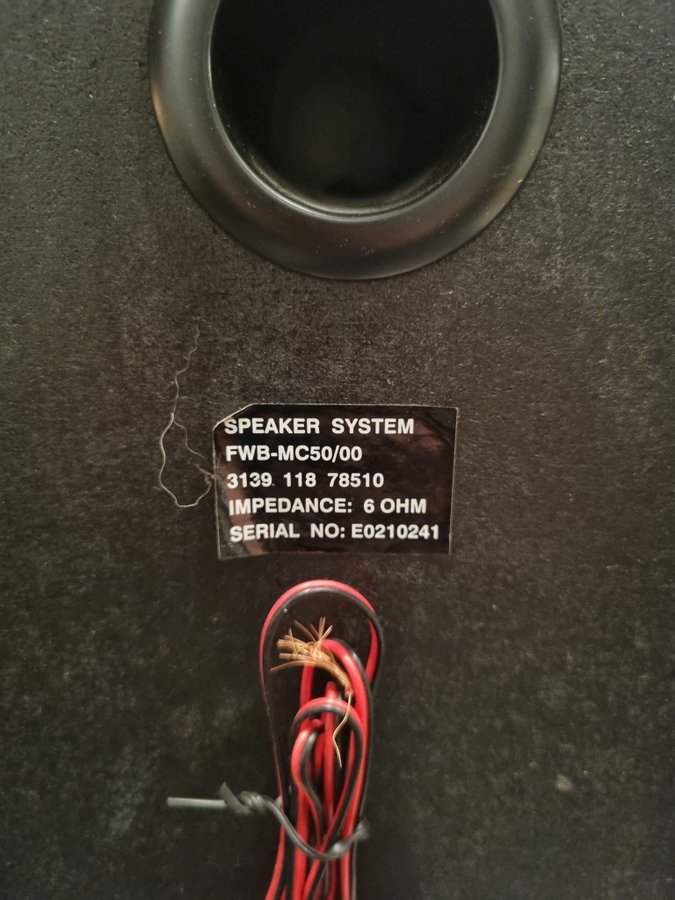 SPEAKER SYSTEM
FWB-MC50/00
3139 118 78510
IMPEDANCE: 6 OHM
SERIAL NO: E0210241